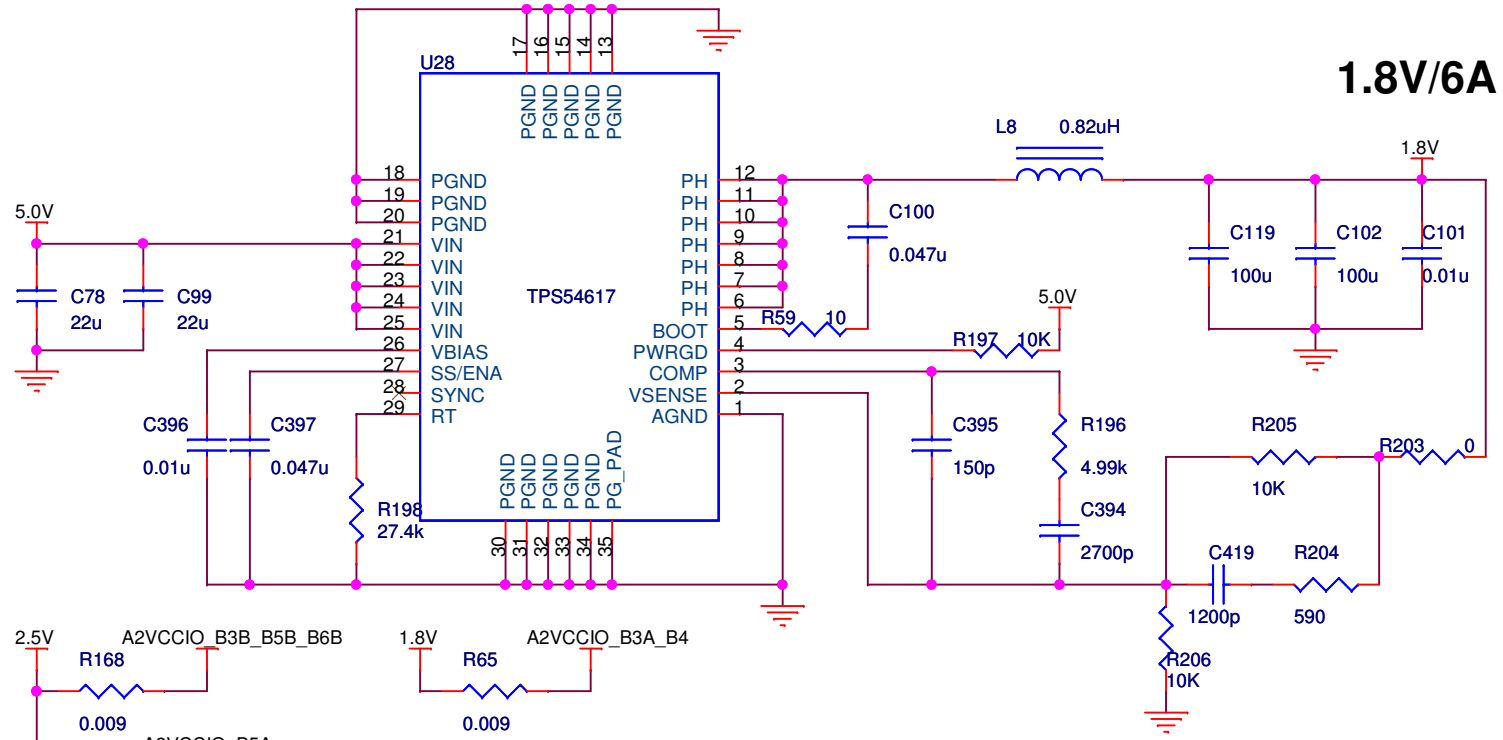 17 16 15 14 13
U28
PGND PGND PGND PGND PGND
1.8V/6A
L8 0.82uH
1.8V
18 PGND PH 12
19 PGND PH 11
20 PGND PH 10
21 VIN PH 9
22 VIN PH 8
23 VIN PH 7
24 VIN PH 6
25 VIN BOOT 5
26 VBIAS PWRGD 4
27 SS/ENA COMP 3
28 SYNC VSENSE 2
29 RT AGND 1
TPS54617
5.0V
C78
22u
C99
22u
C100
0.047u
C119
100u
C102
100u
C101
0.01u
R59 10
5.0V
R197 10K
C396
0.01u
C397
0.047u
R198
27.4k
PGND PGND PGND PGND PGND PG_PAD
30 31 32 33 34 35
C395
150p
R196
4.99k
C394
2700p
R205
10K
R203 0
C419
1200p
R204
590
R206
10K
2.5V A2VCCIO_B3B_B5B_B6B
R168
0.009
1.8V A2VCCIO_B3A_B4
R65
0.009
A2VCCIO_B5A